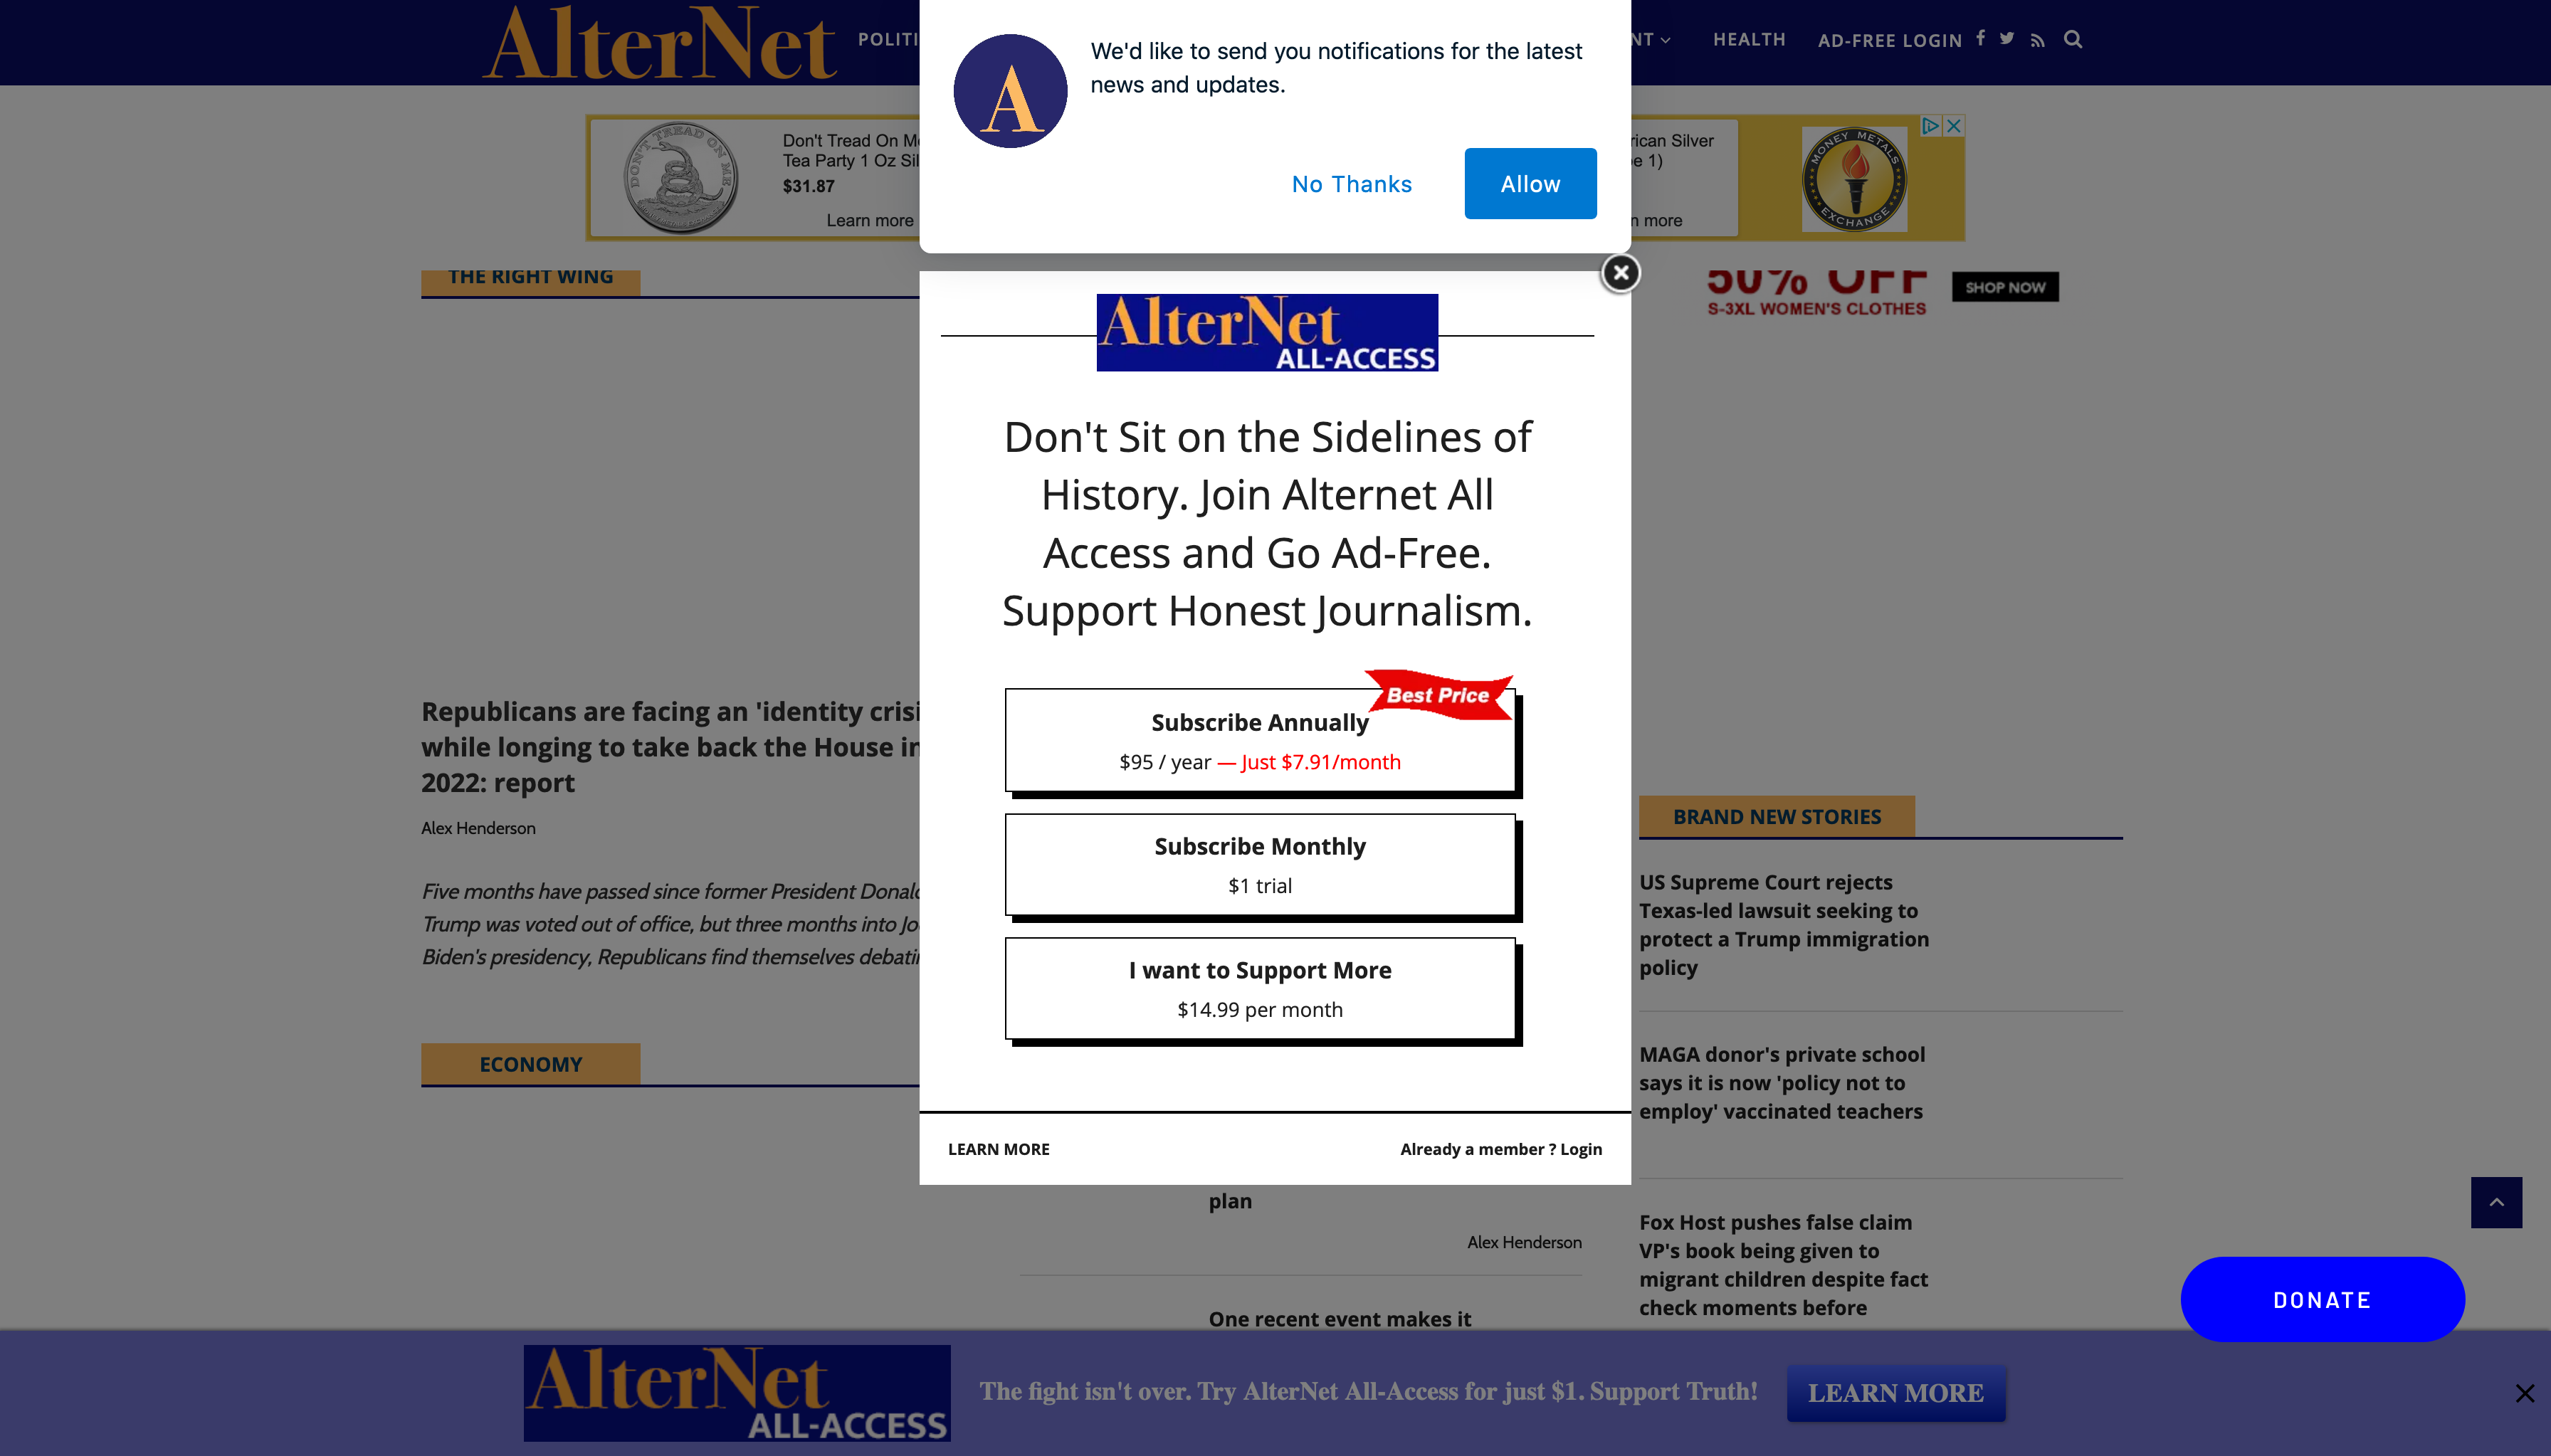 AlterNet
POLITI
NT
HEALTH
AD-FREE LOGIN
A
We'd like to send you notifications for the latest
news and updates.
No Thanks
Allow
DON'T TREAD ON ME
Don't Tread On M
Tea Party 1 Oz Sil
$31.87
Learn more
rican Silver
e 1)
n more
MONEY METALS
EXCHANGE
THE RIGHT WING
50% OFF
S-3XL WOMEN'S CLOTHES
SHOP NOW
AlterNet
ALL-ACCESS
Don't Sit on the Sidelines of
History. Join Alternet All
Access and Go Ad-Free.
Support Honest Journalism.
Best Price
Subscribe Annually
$95 / year — Just $7.91/month
Subscribe Monthly
$1 trial
I want to Support More
$14.99 per month
LEARN MORE
Already a member ? Login
Republicans are facing an 'identity crisi
while longing to take back the House in
2022: report
Alex Henderson
Five months have passed since former President Donald
Trump was voted out of office, but three months into Jo
Biden's presidency, Republicans find themselves debatin
ECONOMY
plan
Alex Henderson
One recent event makes it
BRAND NEW STORIES
US Supreme Court rejects
Texas-led lawsuit seeking to
protect a Trump immigration
policy
MAGA donor's private school
says it is now 'policy not to
employ' vaccinated teachers
Fox Host pushes false claim
VP's book being given to
migrant children despite fact
check moments before
DONATE
AlterNet
ALL-ACCESS
The fight isn't over. Try AlterNet All-Access for just $1. Support Truth!
LEARN MORE